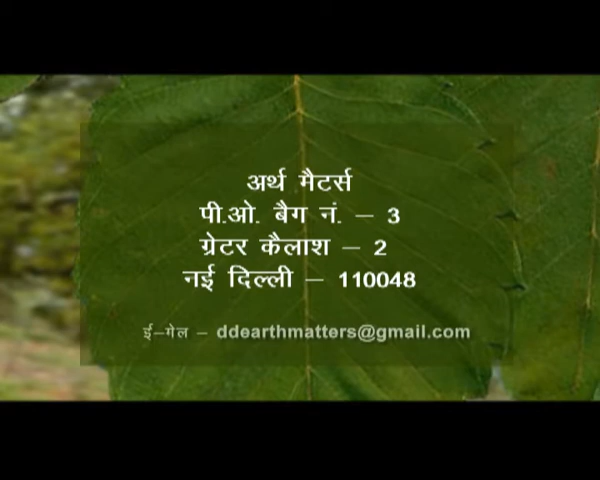 अर्थ मैटर्स
पी.ओ. बैग नं. – 3
ग्रेटर कैलाश – 2
नई दिल्ली – 110048
ई-मेल - ddearthmatters@gmail.com